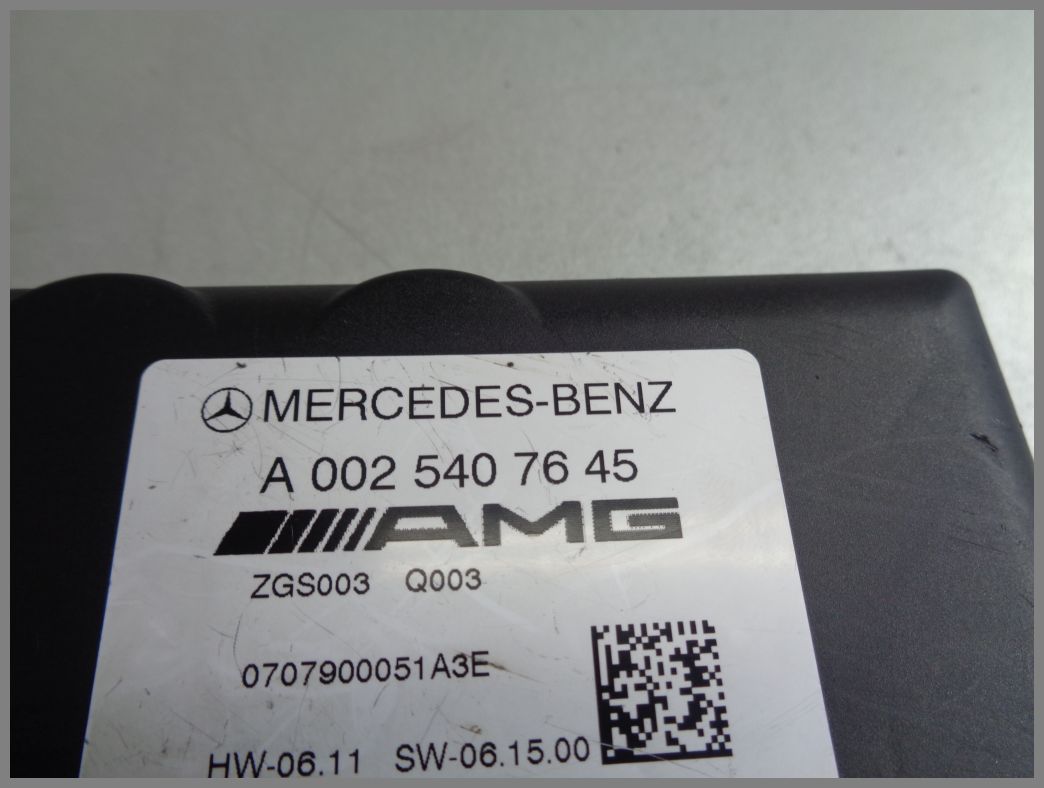 MERCEDES-BENZ
A 002 540 76 45
AMG
ZGS003 Q003
0707900051A3E
HW-06.11 SW-06.15.00